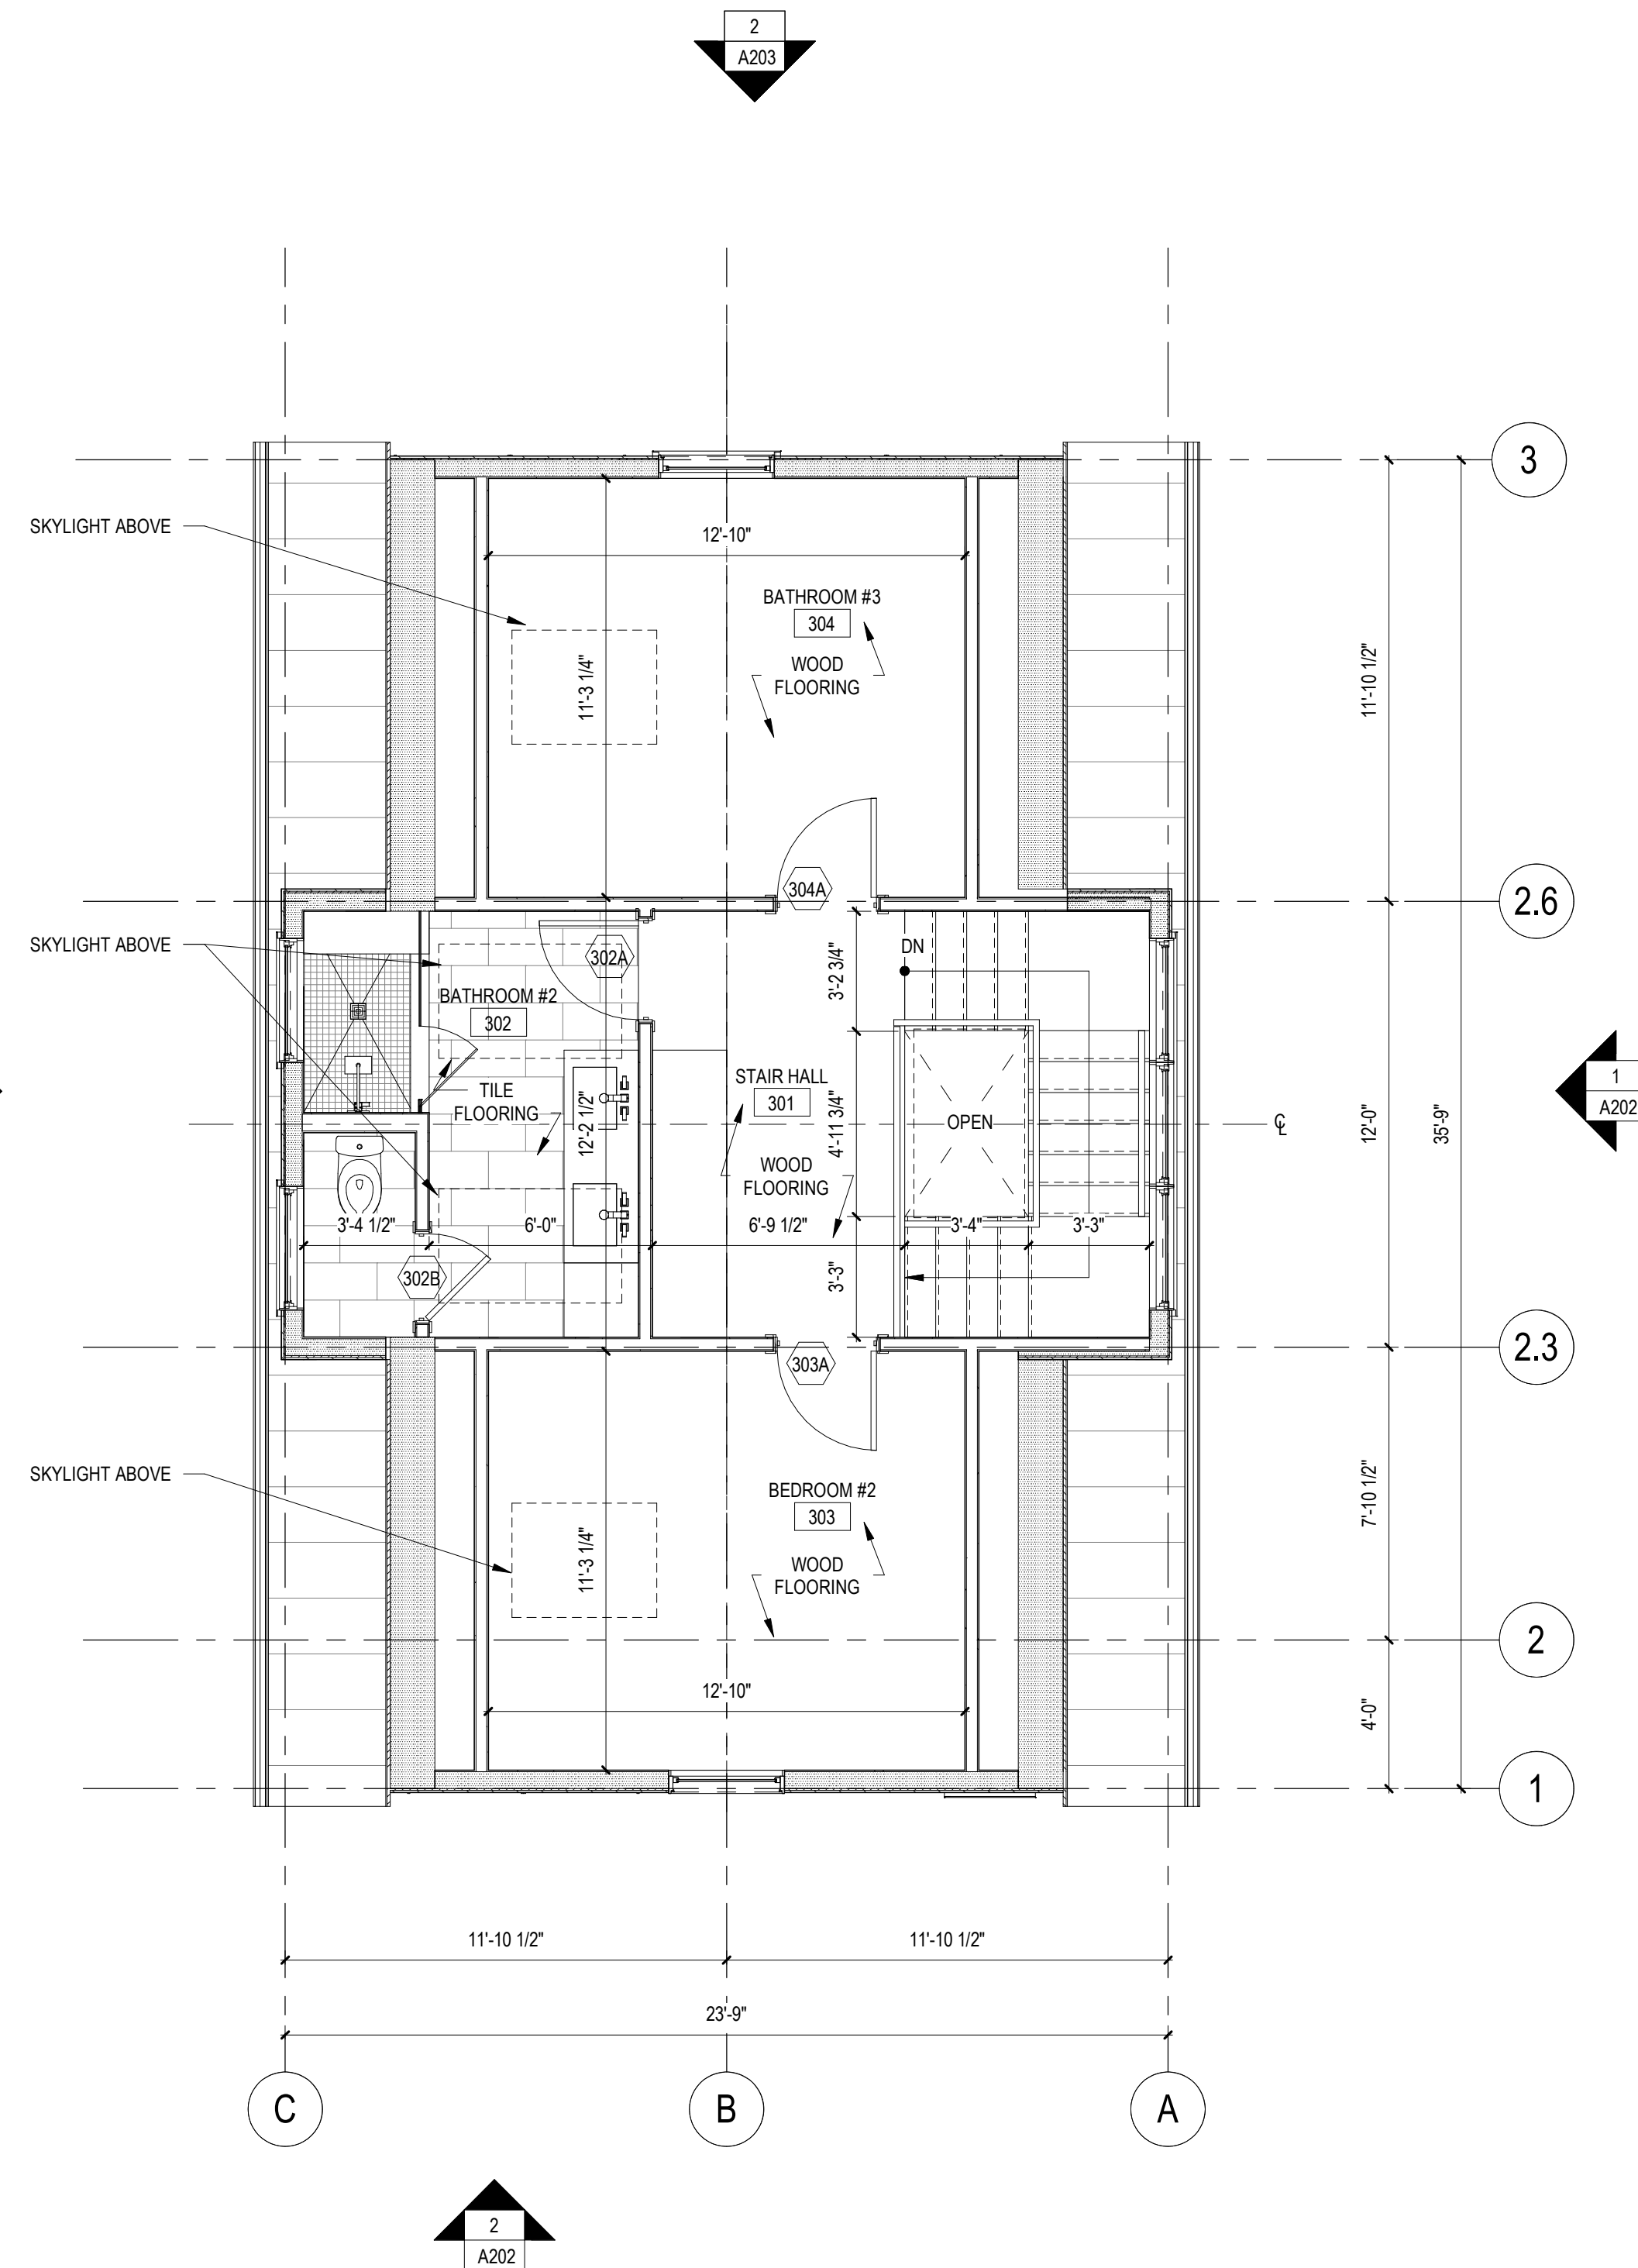 2
A203
3
SKYLIGHT ABOVE
12'-10"
BATHROOM #3
304
WOOD
FLOORING
11'-3 1/4"
11'-10 1/2"
304A
2.6
SKYLIGHT ABOVE
302A
DN
3'-2 3/4"
BATHROOM #2
302
TILE
FLOORING
12'-2 1/2"
STAIR HALL
301
4'-11 3/4"
OPEN
WOOD
FLOORING
℄
12'-0"
35'-9"
1
A202
3'-4 1/2"
6'-0"
6'-9 1/2"
3'-4"
3'-3"
302B
3'-3"
303A
2.3
SKYLIGHT ABOVE
BEDROOM #2
303
WOOD
FLOORING
11'-3 1/4"
7'-10 1/2"
2
12'-10"
4'-0"
1
11'-10 1/2"
11'-10 1/2"
23'-9"
C
B
A
2
A202